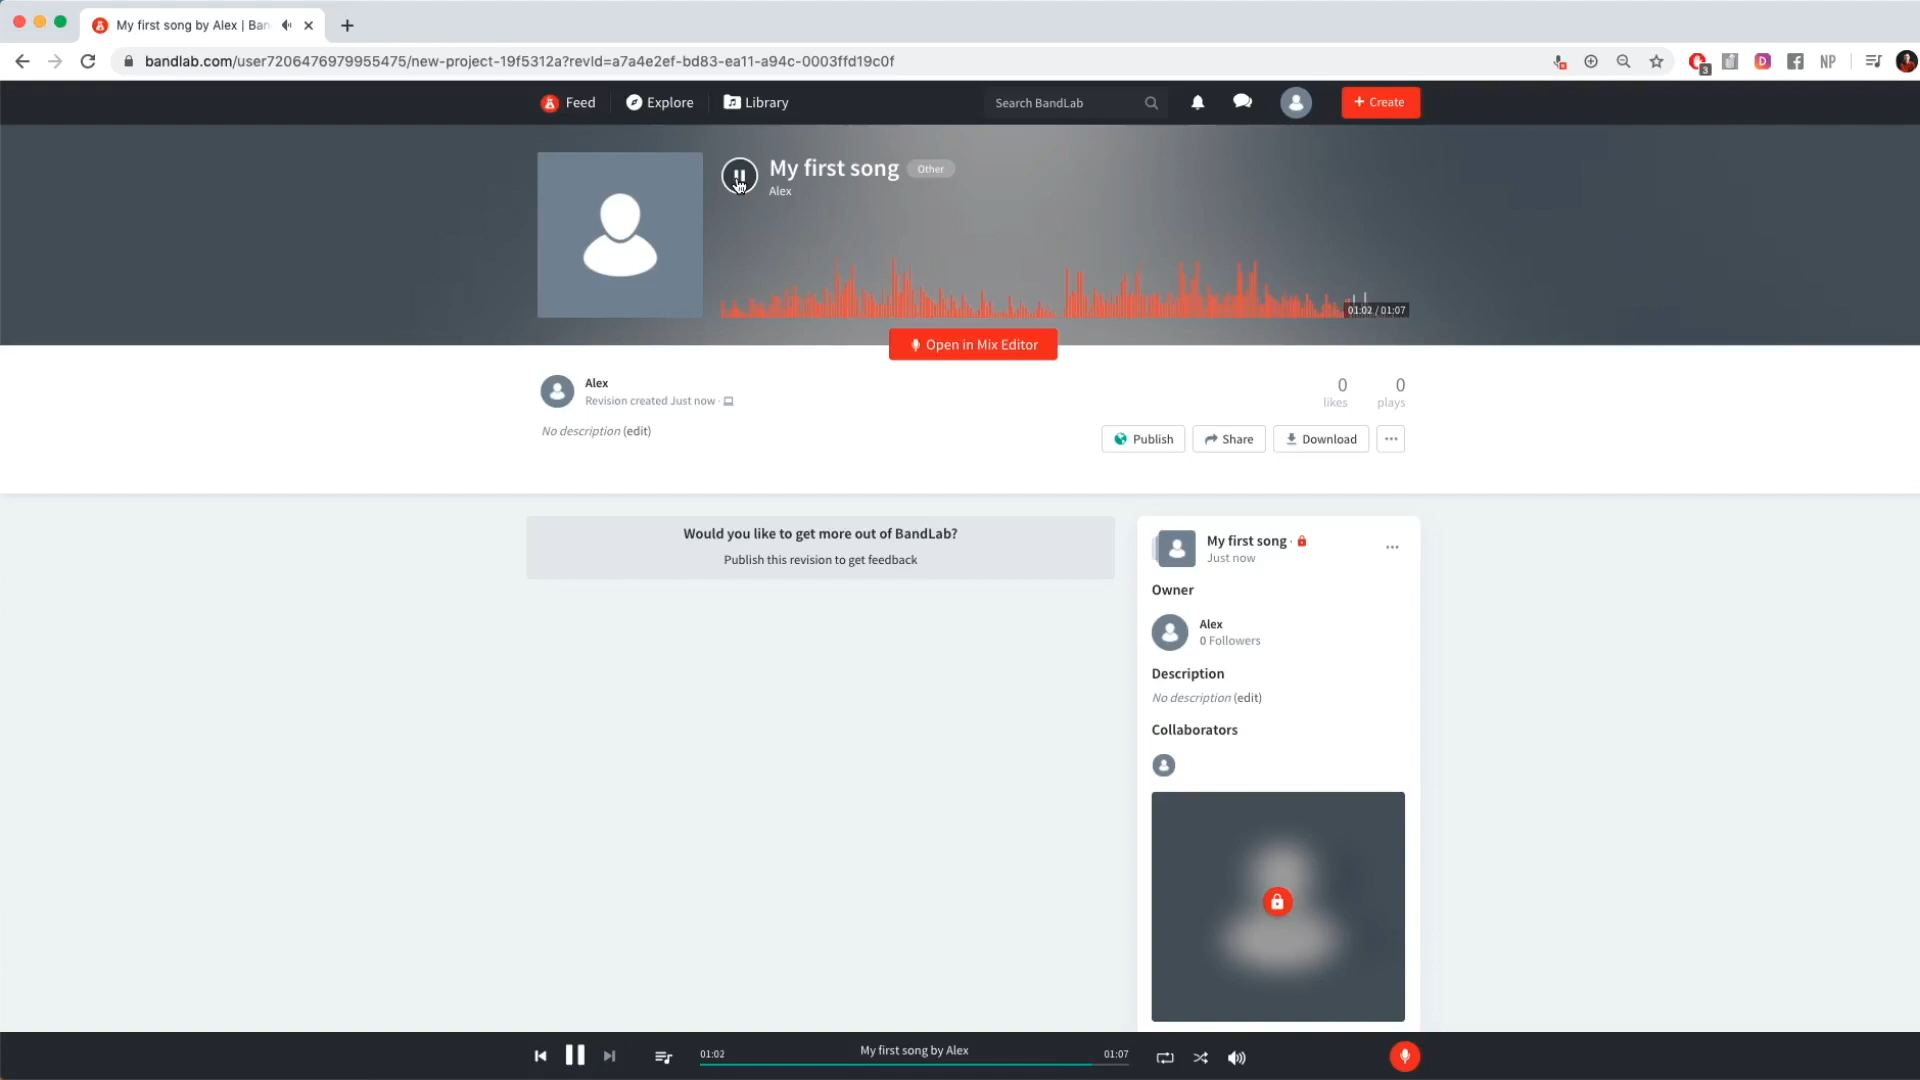 My first song by Alex | Ban
bandlab.com/user7206476979955475/new-project-19f5312a?revId=a7a4e2ef-bd83-ea11-a94c-0003ffd19c0f
3
D
NP
Feed
Explore
Library
Search BandLab
+ Create
My first song
Other
Alex
01:02 / 01:07
Open in Mix Editor
Alex
Revision created Just now ·
No description (edit)
0
likes
0
plays
Publish
Share
Download
Would you like to get more out of BandLab?
Publish this revision to get feedback
My first song ·
Just now
Owner
Alex
0 Followers
Description
No description (edit)
Collaborators
01:02
My first song by Alex
01:07